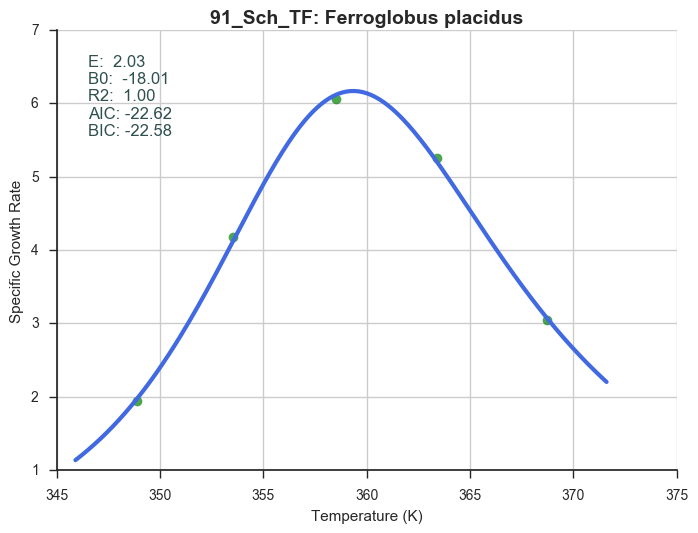 91_Sch_TF: Ferroglobus placidus
E:  2.03
B0:  -18.01
R2:  1.00
AIC: -22.62
BIC: -22.58
Specific Growth Rate
7
6
5
4
3
2
1
345 350 355 360 365 370 375
Temperature (K)